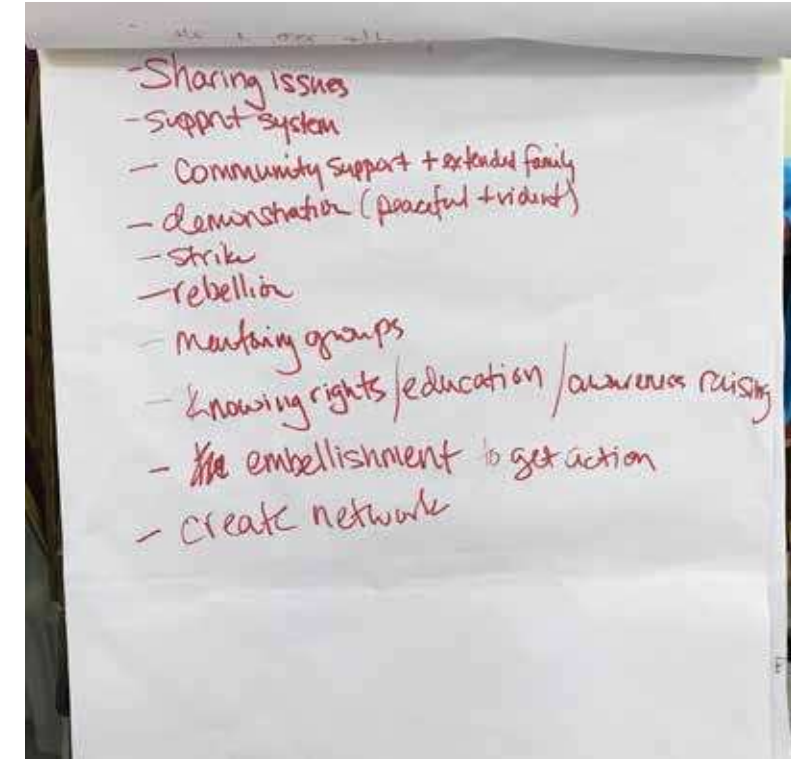 - Sharing issues
- support system
- Community support + extended family
- demonstration (peaceful + violent)
- strike
- rebellion
- mentoring groups
- knowing rights/education/awareness raising
- embellishment to get action
- create network